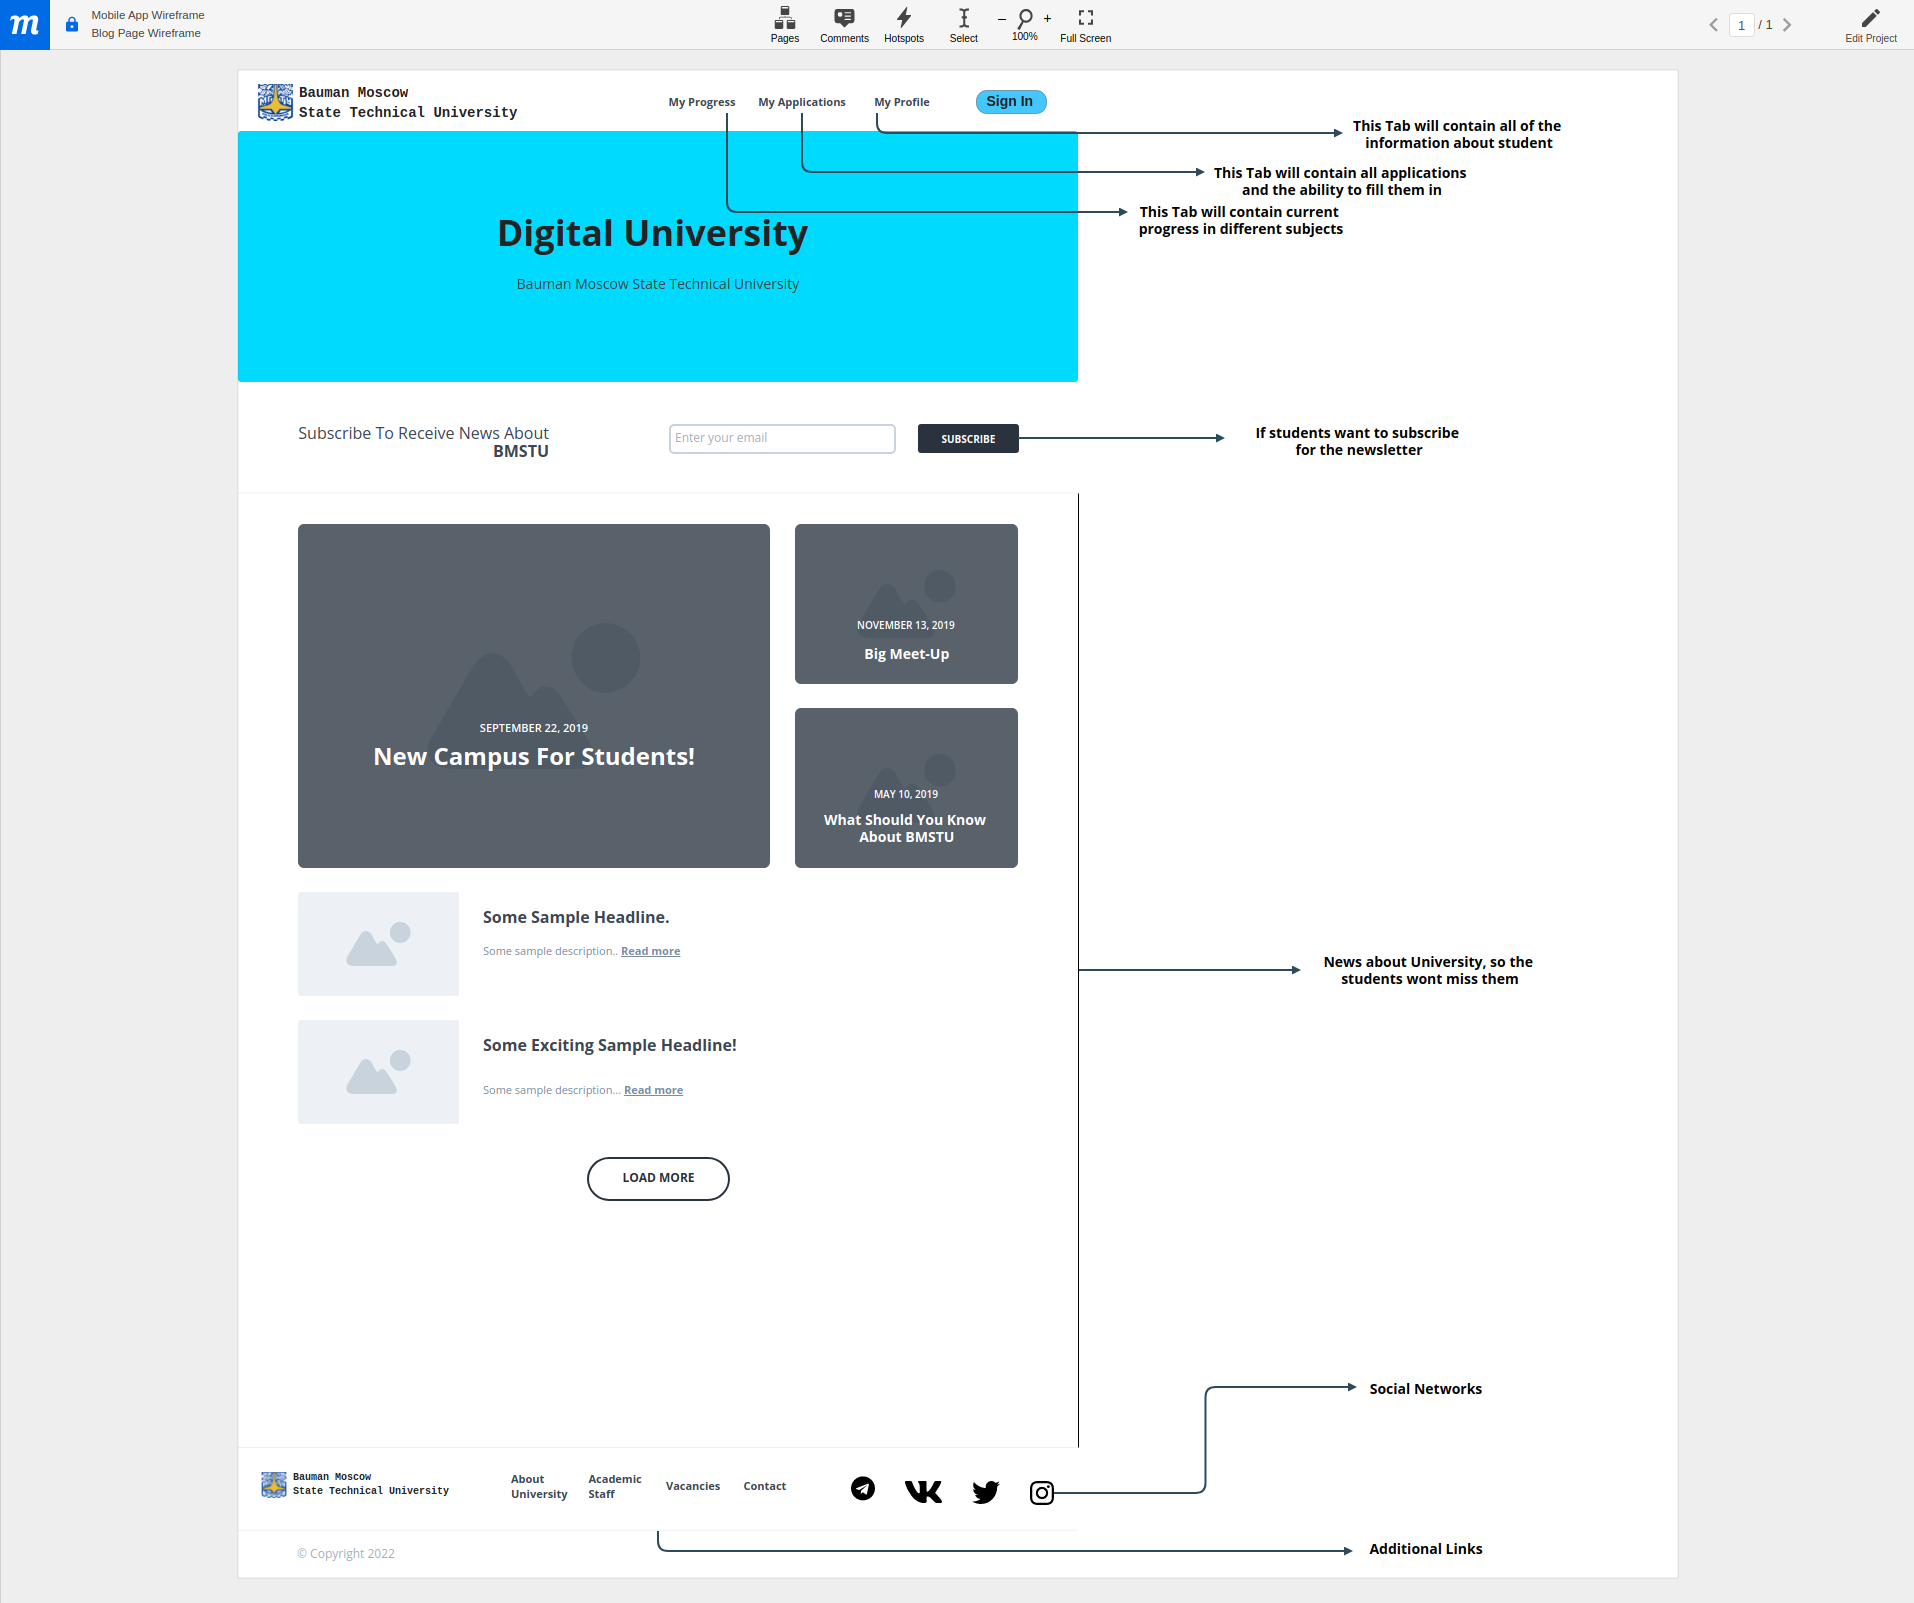 m
Mobile App Wireframe
Blog Page Wireframe
Pages
Comments
Hotspots
Select
– +
100%
Full Screen
1 / 1
Edit Project
Bauman Moscow
State Technical University
My Progress
My Applications
My Profile
Sign In
This Tab will contain all of the
information about student
This Tab will contain all applications
and the ability to fill them in
This Tab will contain current
progress in different subjects
Digital University
Bauman Moscow State Technical University
Subscribe To Receive News About
BMSTU
Enter your email
SUBSCRIBE
If students want to subscribe
for the newsletter
SEPTEMBER 22, 2019
New Campus For Students!
NOVEMBER 13, 2019
Big Meet-Up
MAY 10, 2019
What Should You Know
About BMSTU
Some Sample Headline.
Some sample description.. Read more
News about University, so the
students wont miss them
Some Exciting Sample Headline!
Some sample description... Read more
LOAD MORE
Social Networks
Bauman Moscow
State Technical University
About
University
Academic
Staff
Vacancies
Contact
Additional Links
© Copyright 2022